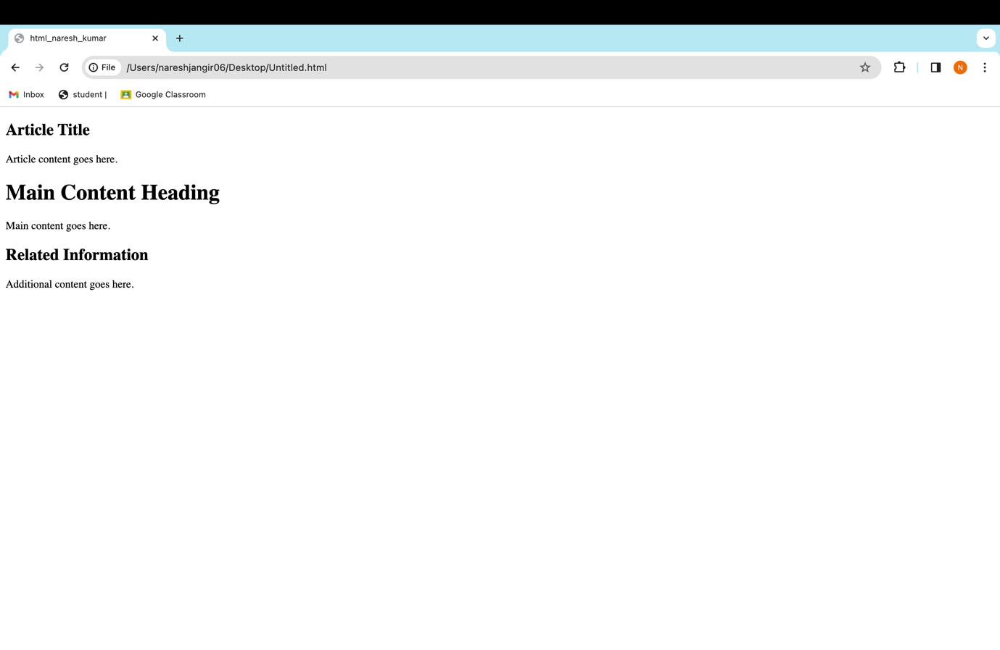 html_naresh_kumar
File /Users/nareshjangir06/Desktop/Untitled.html
N
Inbox student | Google Classroom
Article Title
Article content goes here.
Main Content Heading
Main content goes here.
Related Information
Additional content goes here.